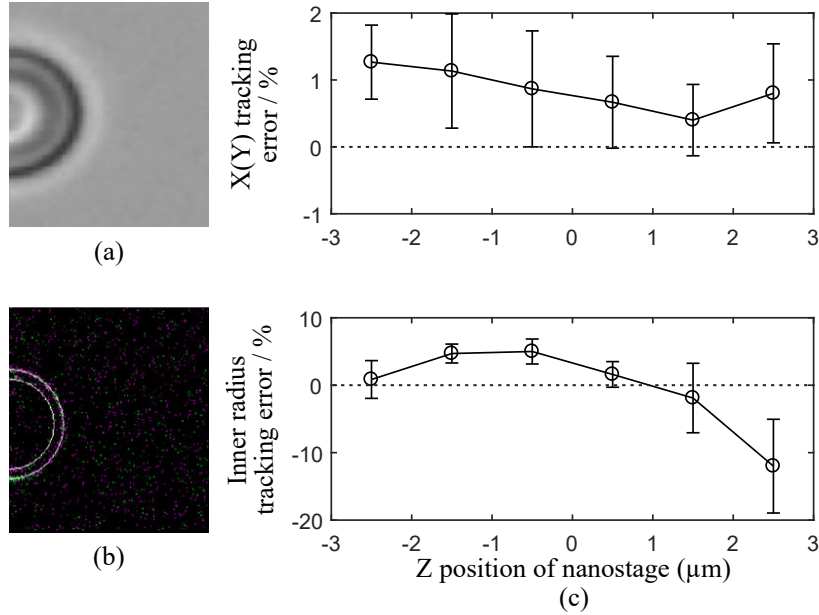 (a)
X(Y) tracking
error / %
2
1
0
-1
-3 -2 -1 0 1 2 3
(b)
Inner radius
tracking error / %
10
0
-10
-20
-3 -2 -1 0 1 2 3
Z position of nanostage (μm)
(c)